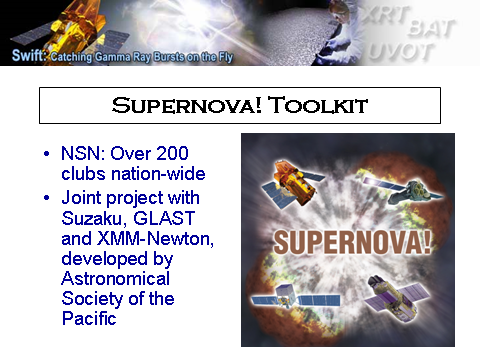 XRT
BAT
UVOT
Swift: Catching Gamma Ray Bursts on the Fly
Supernova! Toolkit
• NSN: Over 200
clubs nation-wide
• Joint project with
Suzaku, GLAST
and XMM-Newton,
developed by
Astronomical
Society of the
Pacific
SUPERNOVA!